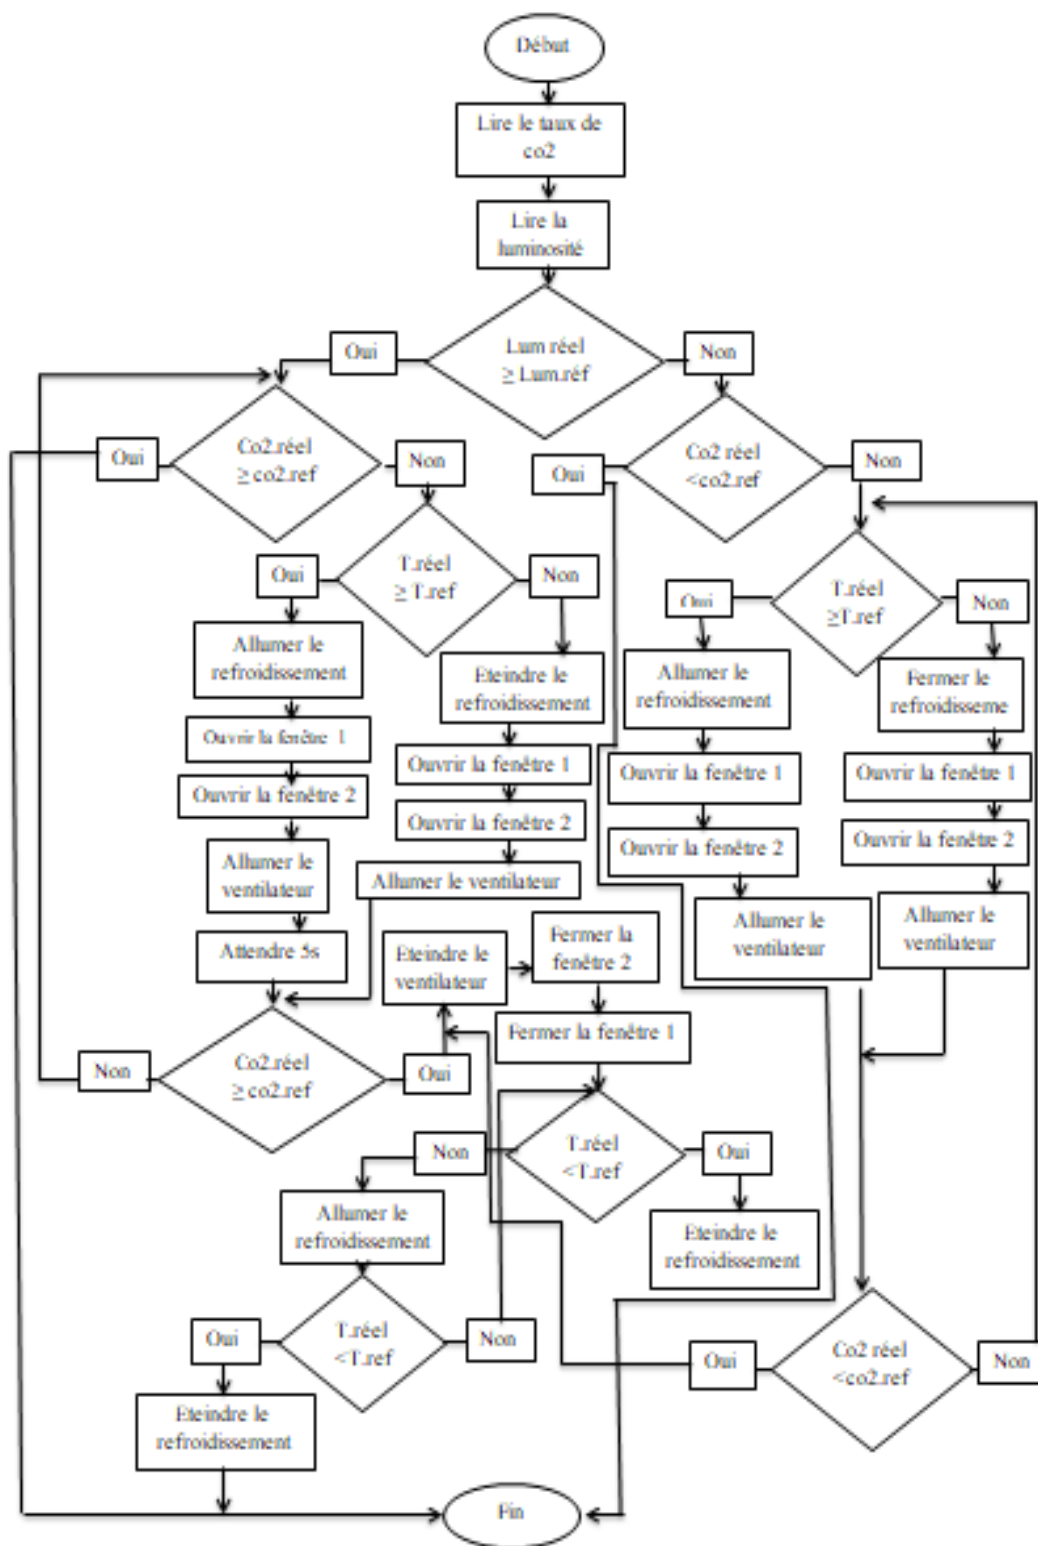 Début
Lire le taux de
co2
Lire la
luminosité
Oui
Lum réel
≥ Lum.réf
Non
Oui
Co2.réel
≥ co2.ref
Non
Oui
Co2 réel
<co2.ref
Non
Oui
T.réel
≥ T.ref
Non
Oui
T.réel
≥T.ref
Non
Allumer le
refroidissement
Eteindre le
refroidissement
Allumer le
refroidissement
Fermer le
refroidisseme
Ouvrir la fenêtre 1
Ouvrir la fenêtre 1
Ouvrir la fenêtre 1
Ouvrir la fenêtre 1
Ouvrir la fenêtre 2
Ouvrir la fenêtre 2
Ouvrir la fenêtre 2
Ouvrir la fenêtre 2
Allumer le
ventilateur
Allumer le ventilateur
Allumer le
ventilateur
Allumer le
ventilateur
Attendre 5s
Eteindre le
ventilateur
Fermer la
fenêtre 2
Fermer la fenêtre 1
Non
Co2.réel
≥ co2.ref
Oui
Non
T.réel
<T.ref
Oui
Allumer le
refroidissement
Eteindre le
refroidissement
Oui
T.réel
<T.ref
Non
Oui
Co2 réel
<co2.ref
Non
Eteindre le
refroidissement
Fin